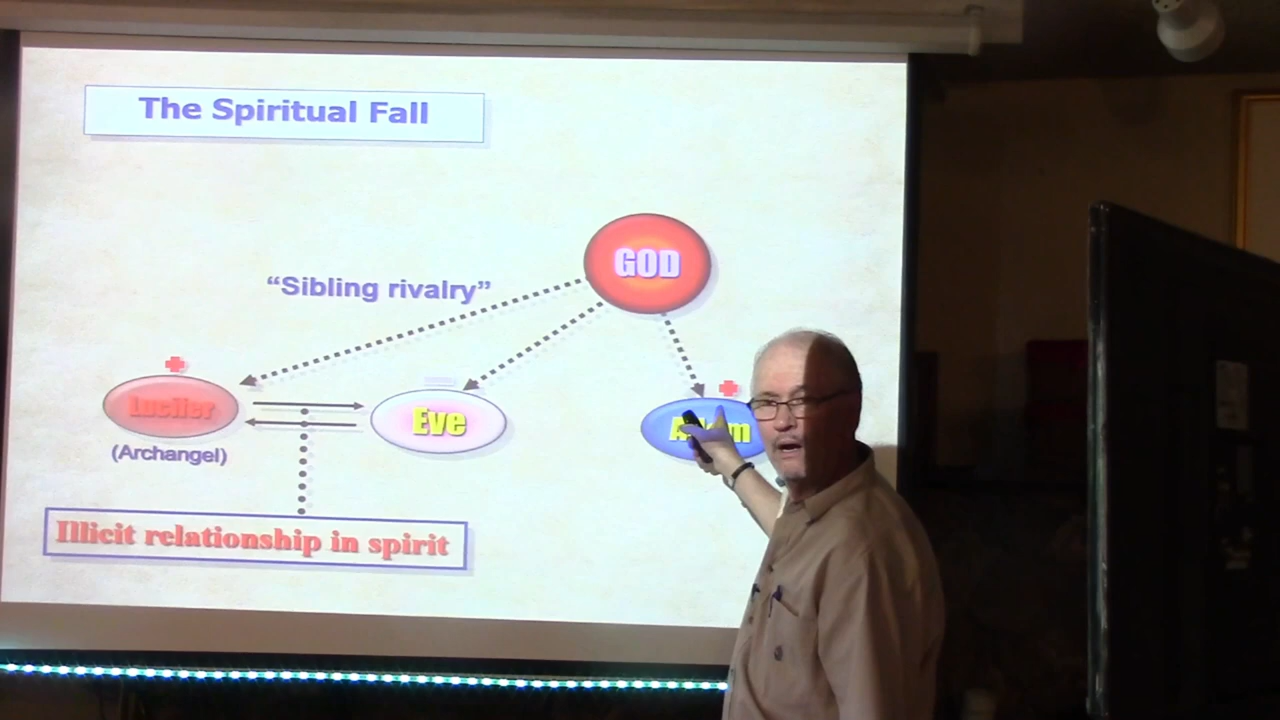 The Spiritual Fall
GOD
“Sibling rivalry”
Lucifer
Eve
(Archangel)
Illicit relationship in spirit